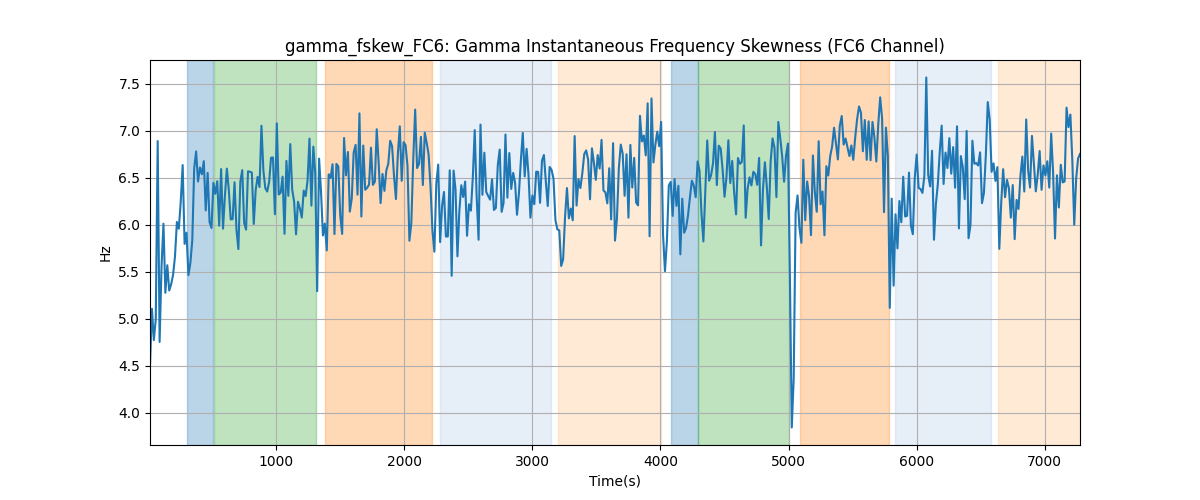 gamma_fskew_FC6: Gamma Instantaneous Frequency Skewness (FC6 Channel)
7.5
7.0
6.5
6.0
5.5
5.0
4.5
4.0
Hz
1000 2000 3000 4000 5000 6000 7000
Time(s)